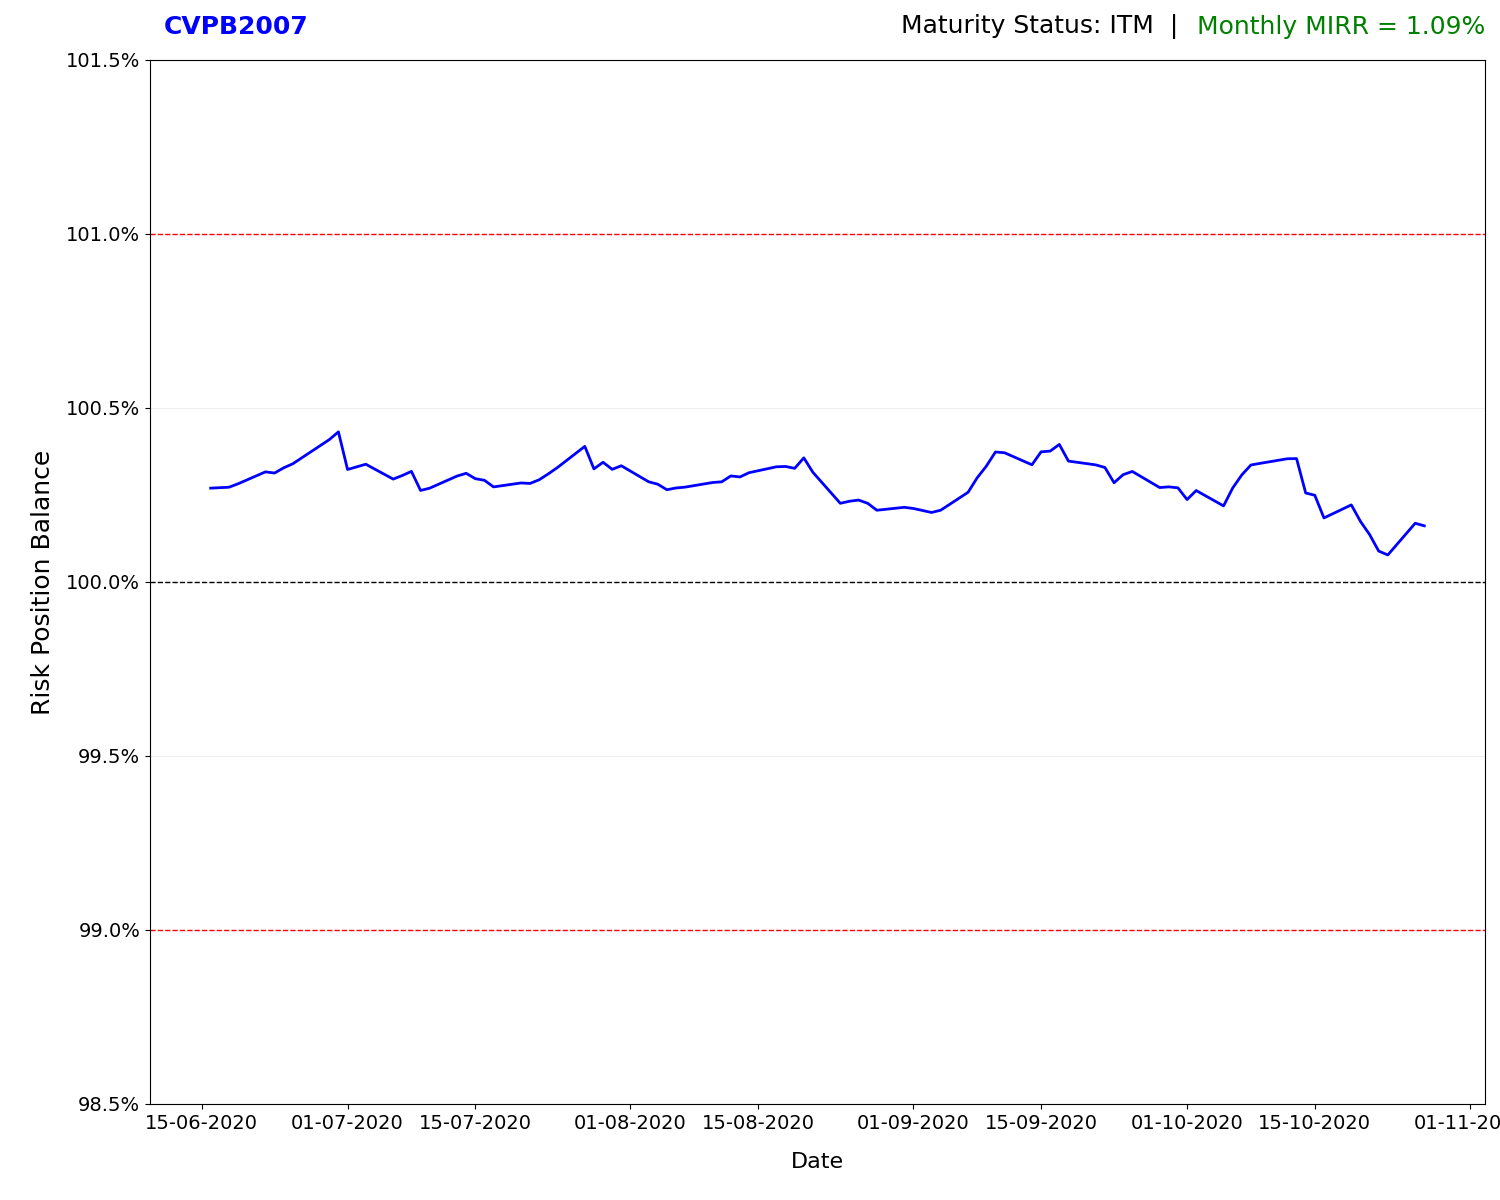 CVPB2007
Maturity Status: ITM | Monthly MIRR = 1.09%
101.5%
101.0%
100.5%
100.0%
99.5%
99.0%
98.5%
Risk Position Balance
15-06-2020 01-07-2020 15-07-2020 01-08-2020 15-08-2020 01-09-2020 15-09-2020 01-10-2020 15-10-2020 01-11-20
Date